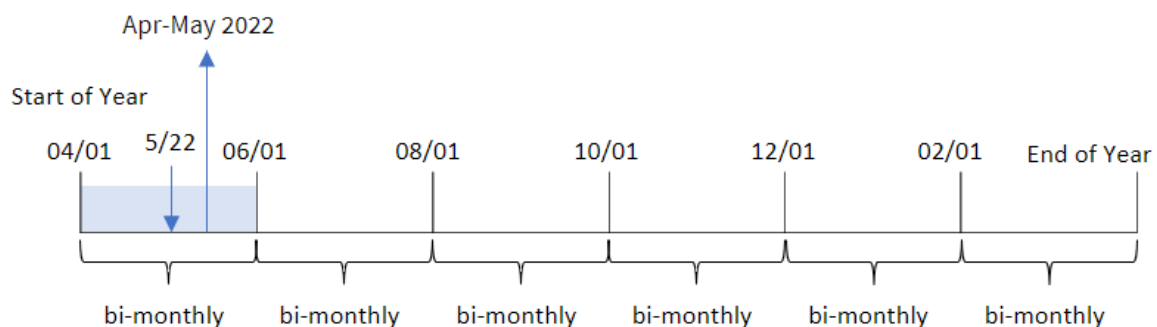 Apr-May 2022
Start of Year
04/01 5/22 06/01 08/01 10/01 12/01 02/01 End of Year
bi-monthly bi-monthly bi-monthly bi-monthly bi-monthly bi-monthly